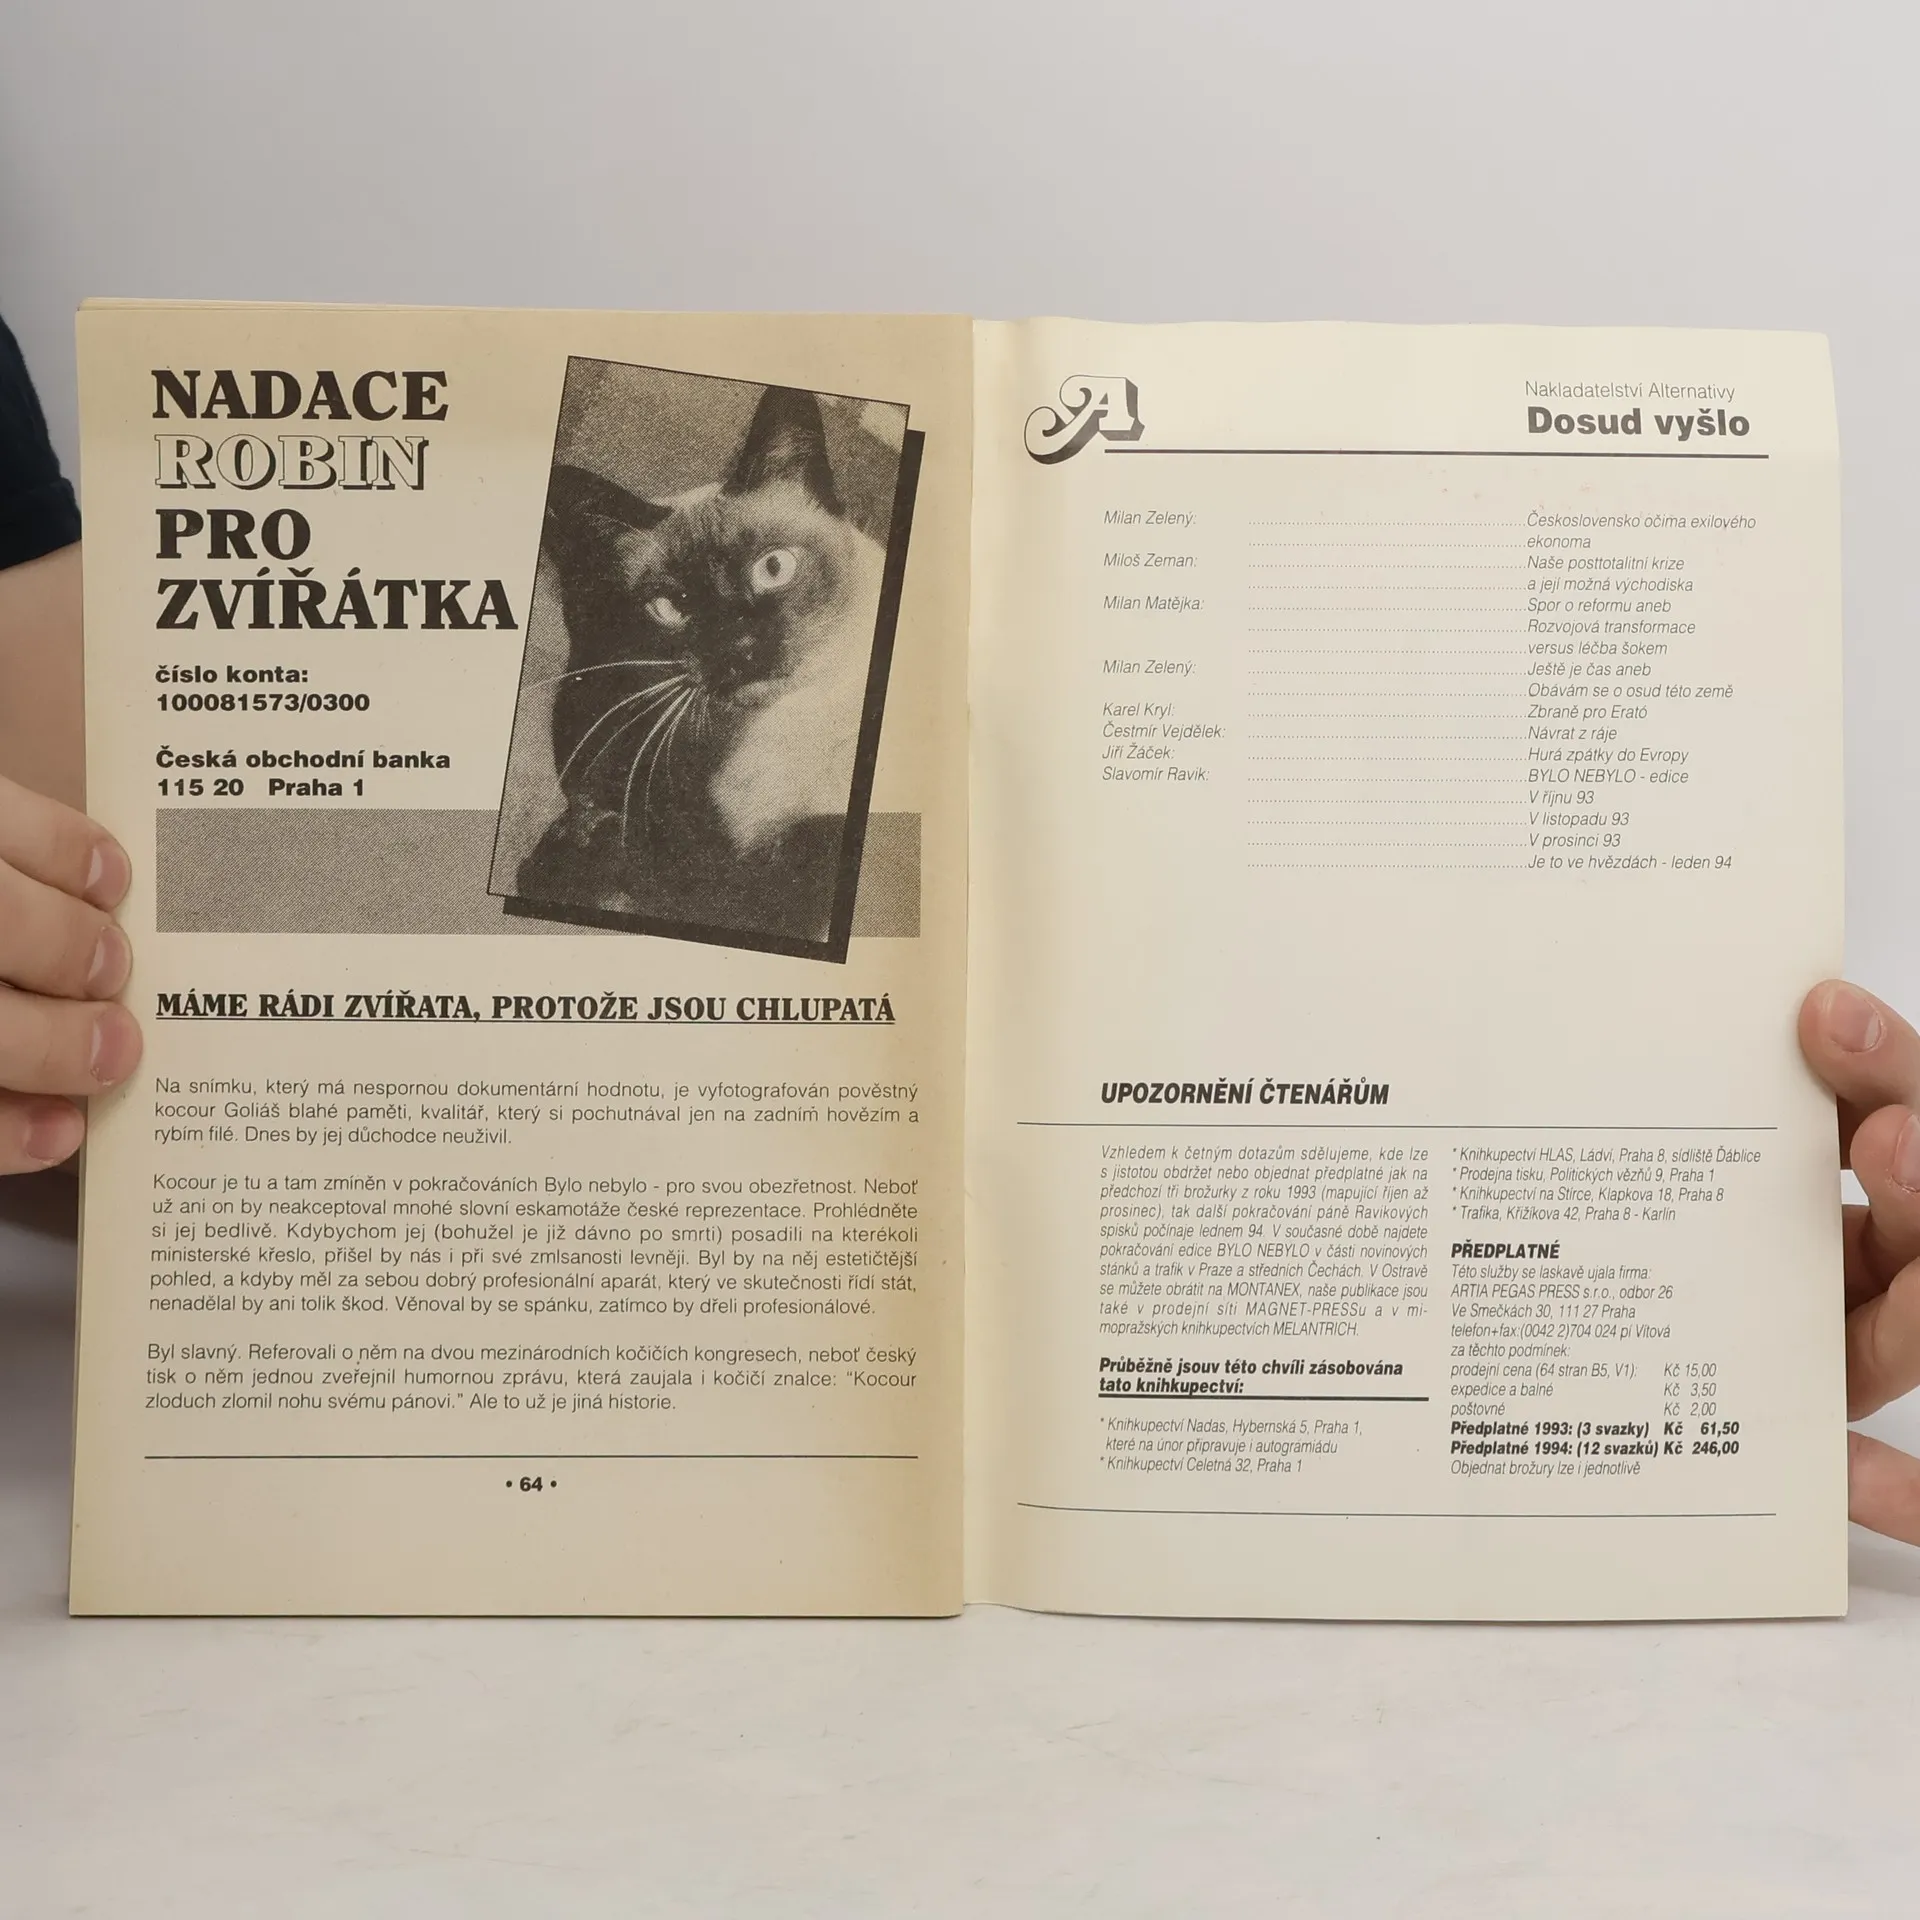 NADACE
ROBIN
PRO
ZVÍŘÁTKA
číslo konta:
100081573/0300
Česká obchodní banka
115 20 Praha 1
MÁME RÁDI ZVÍŘATA, PROTOŽE JSOU CHLUPATÁ
Na snímku, který má nespornou dokumentární hodnotu, je vyfotografován pověstný
kocour Goliáš blahé paměti, kvalitář, který si pochutnával jen na zadním hovězím a
rybím filé. Dnes by jej důchodce neuživil.
Kocour je tu a tam zmíněn v pokračováních Bylo nebylo - pro svou obezřetnost. Neboť
už ani on by neakceptoval mnohé slovní eskamotáže české reprezentace. Prohlédněte
si jej bedlivě. Kdybychom jej (bohužel je již dávno po smrti) posadili na kterékoli
ministerské křeslo, přišel by nás i při své zmlsanosti levněji. Byl by na něj estetičtější
pohled, a kdyby měl za sebou dobrý profesionální aparát, který ve skutečnosti řídí stát,
nenadělal by ani tolik škod. Věnoval by se spánku, zatímco by dřeli profesionálové.
Byl slavný. Referovali o něm na dvou mezinárodních kočičích kongresech, neboť český
tisk o něm jednou zveřejnil humornou zprávu, která zaujala i kočičí znalce: "Kocour
zloduch zlomil nohu svému pánovi." Ale to už je jiná historie.
• 64 •
A
Nakladatelství Alternativy
Dosud vyšlo
Milan Zelený: Československo očima exilového
ekonoma
Miloš Zeman: Naše posttotalitní krize
a její možná východiska
Milan Matějka: Spor o reformu aneb
Rozvojová transformace
versus léčba šokem
Milan Zelený: Ještě je čas aneb
Obávám se o osud této země
Karel Kryl: Zbraně pro Erató
Čestmír Vejdělek: Návrat z ráje
Jiří Žáček: Hurá zpátky do Evropy
Slavomír Ravik: BYLO NEBYLO - edice
V říjnu 93
V listopadu 93
V prosinci 93
Je to ve hvězdách - leden 94
UPOZORNĚNÍ ČTENÁŘŮM
Vzhledem k četným dotazům sdělujeme, kde lze
s jistotou obdržet nebo objednat předplatné jak na
předchozí tři brožurky z roku 1993 (mapující říjen až
prosinec), tak další pokračování páně Ravikových
spisků počínaje lednem 94. V současné době najdete
pokračování edice BYLO NEBYLO v části novinových
stánků a trafik v Praze a středních Čechách. V Ostravě
se můžete obrátit na MONTANEX, naše publikace jsou
také v prodejní síti MAGNET-PRESSu a v mi-
mopražských knihkupectvích MELANTRICH.
Průběžně jsouv této chvíli zásobována
tato knihkupectví:
* Knihkupectví Nadas, Hybernská 5, Praha 1,
které na únor připravuje i autogramiádu
* Knihkupectví Celetná 32, Praha 1
* Knihkupectví HLAS, Ládví, Praha 8, sídliště Ďáblice
* Prodejna tisku, Politických vězňů 9, Praha 1
* Knihkupectví na Stírce, Klapkova 18, Praha 8
* Trafika, Křižíkova 42, Praha 8 - Karlín
PŘEDPLATNÉ
Této služby se laskavě ujala firma:
ARTIA PEGAS PRESS s.r.o., odbor 26
Ve Smečkách 30, 111 27 Praha
telefon+fax:(0042 2)704 024 pí Vítová
za těchto podmínek:
prodejní cena (64 stran B5, V1): Kč 15,00
expedice a balné Kč 3,50
poštovné Kč 2,00
Předplatné 1993: (3 svazky) Kč 61,50
Předplatné 1994: (12 svazků) Kč 246,00
Objednat brožury lze i jednotlivě